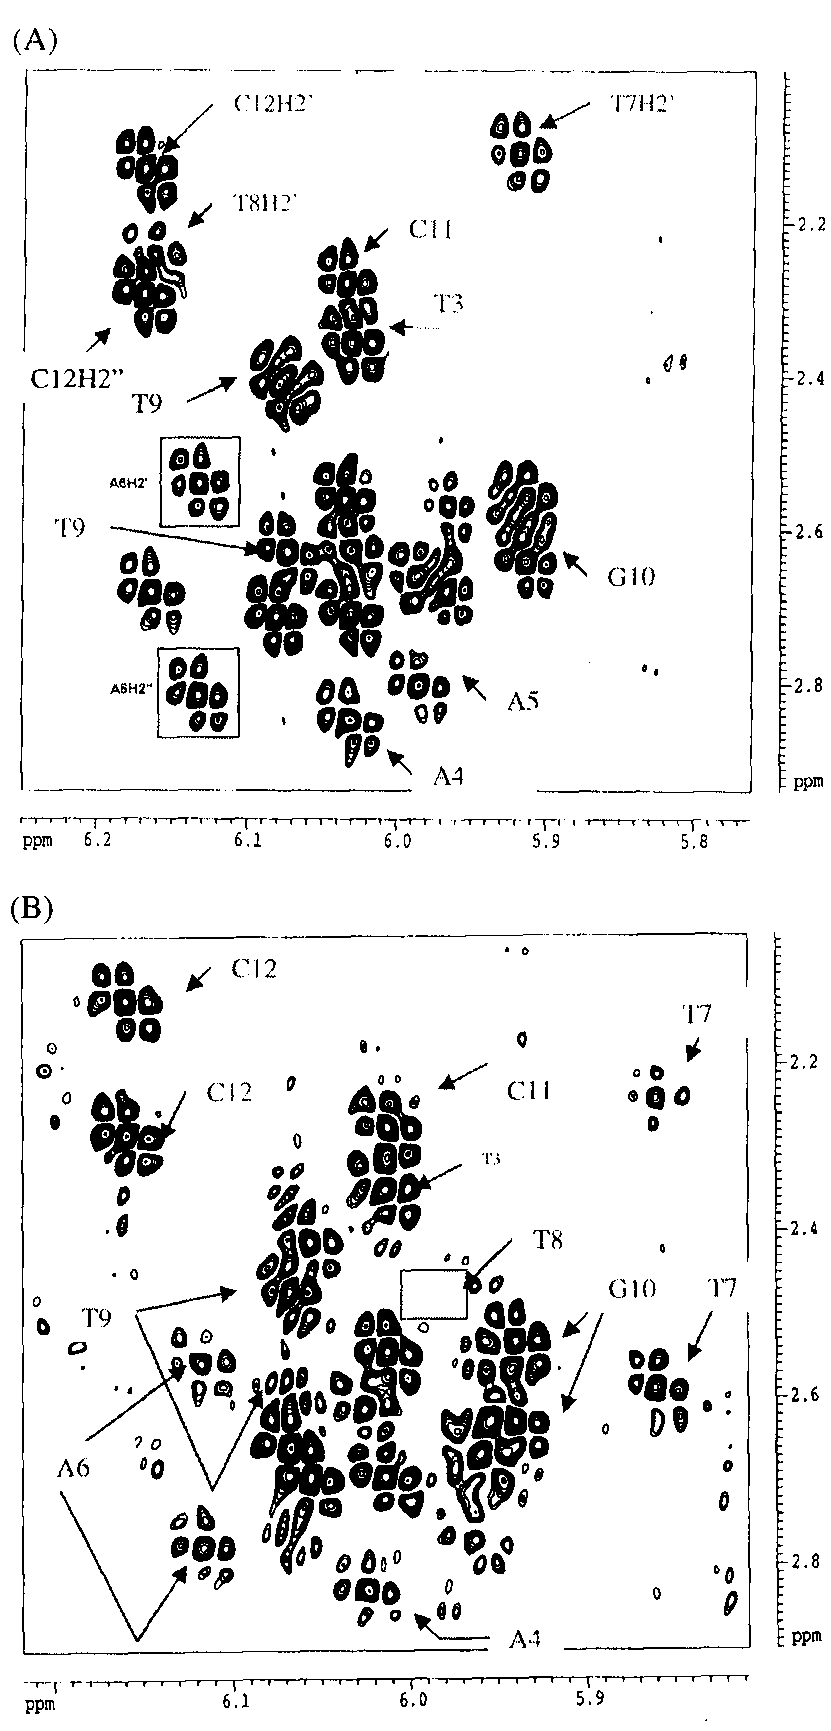 (A)
C12H2'
T7H2'
T8H2'
C11
2.2
T3
C12H2"
T9
2.4
A6H2'
T9
2.6
G10
A6H2"
2.8
A5
A4
ppm
ppm 6.2 6.1 6.0 5.9 5.8
(B)
C12
T7
2.2
C12
C11
T3
2.4
T8
T9
G10
T7
2.6
A6
2.8
A4
ppm
ppm 6.1 6.0 5.9